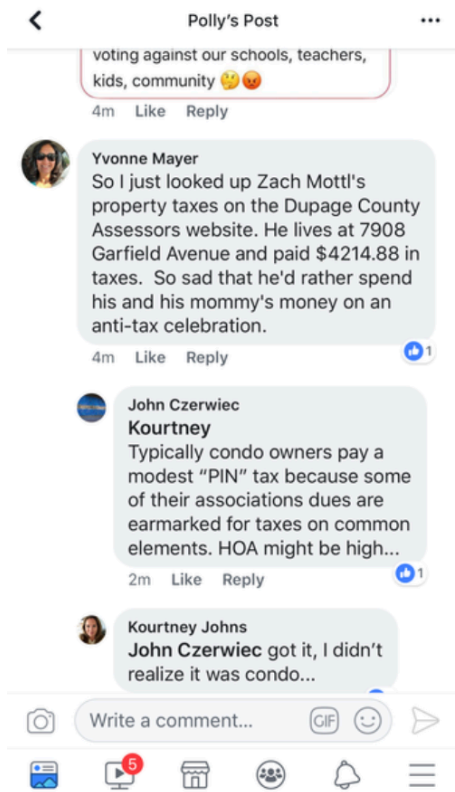 Polly's Post
voting against our schools, teachers,
kids, community 🤔😡
4m Like Reply
Yvonne Mayer
So I just looked up Zach Mottl's
property taxes on the Dupage County
Assessors website. He lives at 7908
Garfield Avenue and paid $4214.88 in
taxes.  So sad that he'd rather spend
his and his mommy's money on an
anti-tax celebration.
4m Like Reply
1
John Czerwiec
Kourtney
Typically condo owners pay a
modest “PIN” tax because some
of their associations dues are
earmarked for taxes on common
elements. HOA might be high...
2m Like Reply
1
Kourtney Johns
John Czerwiec got it, I didn't
realize it was condo...
Write a comment...
GIF
5